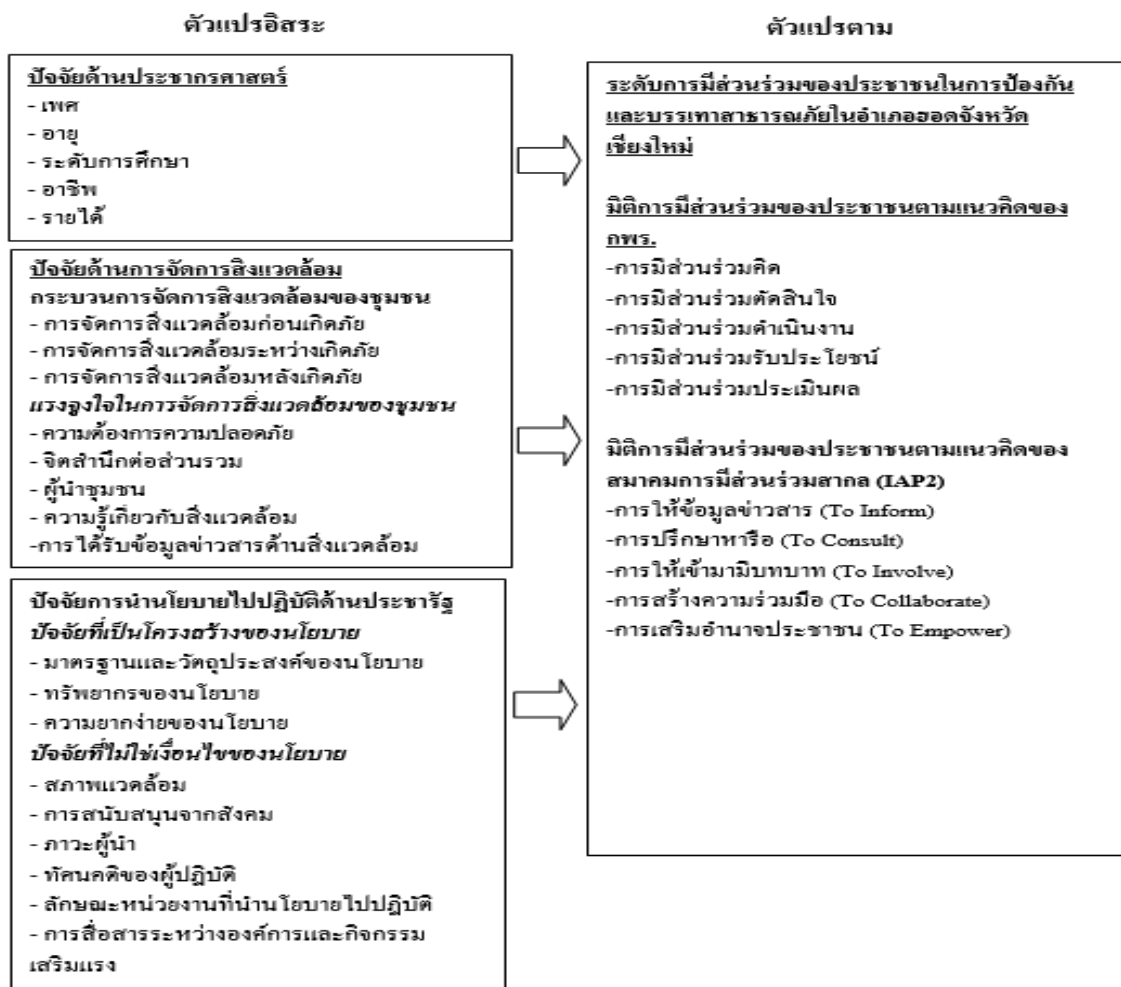 ตัวแปรอิสระ
ปัจจัยด้านประชากรศาสตร์
- เพศ
- อายุ
- ระดับการศึกษา
- อาชีพ
- รายได้
ปัจจัยด้านการจัดการสิ่งแวดล้อม
กระบวนการจัดการสิ่งแวดล้อมของชุมชน
- การจัดการสิ่งแวดล้อมก่อนเกิดภัย
- การจัดการสิ่งแวดล้อมระหว่างเกิดภัย
- การจัดการสิ่งแวดล้อมหลังเกิดภัย
แรงจูงใจในการจัดการสิ่งแวดล้อมของชุมชน
- ความต้องการความปลอดภัย
- จิตสำนึกต่อส่วนรวม
- ผู้นำชุมชน
- ความรู้เกี่ยวกับสิ่งแวดล้อม
-การได้รับข้อมูลข่าวสารด้านสิ่งแวดล้อม
ปัจจัยการนำนโยบายไปปฏิบัติด้านประชารัฐ
ปัจจัยที่เป็นโครงสร้างของนโยบาย
- มาตรฐานและวัตถุประสงค์ของนโยบาย
- ทรัพยากรของนโยบาย
- ความยากง่ายของนโยบาย
ปัจจัยที่ไม่ใช่เงื่อนไขของนโยบาย
- สภาพแวดล้อม
- การสนับสนุนจากสังคม
- ภาวะผู้นำ
- ทัศนคติของผู้ปฏิบัติ
- ลักษณะหน่วยงานที่นำนโยบายไปปฏิบัติ
- การสื่อสารระหว่างองค์การและกิจกรรม
เสริมแรง
ตัวแปรตาม
ระดับการมีส่วนร่วมของประชาชนในการป้องกัน
และบรรเทาสาธารณภัยในอำเภอฮอดจังหวัด
เชียงใหม่
มิติการมีส่วนร่วมของประชาชนตามแนวคิดของ
กพร.
-การมีส่วนร่วมคิด
-การมีส่วนร่วมตัดสินใจ
-การมีส่วนร่วมดำเนินงาน
-การมีส่วนร่วมรับประโยชน์
-การมีส่วนร่วมประเมินผล
มิติการมีส่วนร่วมของประชาชนตามแนวคิดของ
สมาคมการมีส่วนร่วมสากล (IAP2)
-การให้ข้อมูลข่าวสาร (To Inform)
-การปรึกษาหารือ (To Consult)
-การให้เข้ามามีบทบาท (To Involve)
-การสร้างความร่วมมือ (To Collaborate)
-การเสริมอำนาจประชาชน (To Empower)